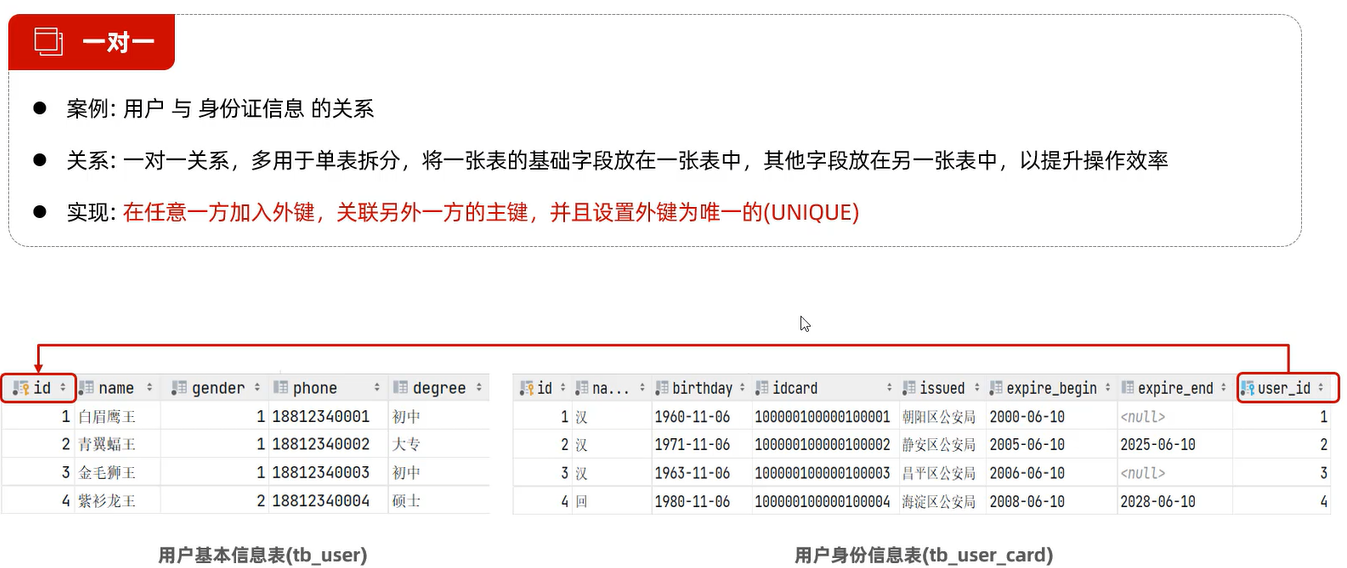 一对一
● 案例: 用户 与 身份证信息 的关系
● 关系: 一对一关系，多用于单表拆分，将一张表的基础字段放在一张表中，其他字段放在另一张表中，以提升操作效率
● 实现: 在任意一方加入外键，关联另外一方的主键，并且设置外键为唯一的(UNIQUE)
id name gender phone degree
1 白眉鹰王 1 18812340001 初中
2 青翼蝠王 1 18812340002 大专
3 金毛狮王 1 18812340003 初中
4 紫衫龙王 2 18812340004 硕士
用户基本信息表(tb_user)
id na... birthday idcard issued expire_begin expire_end user_id
1 汉 1960-11-06 100000100000100001 朝阳区公安局 2000-06-10 <null> 1
2 汉 1971-11-06 100000100000100002 静安区公安局 2005-06-10 2025-06-10 2
3 汉 1963-11-06 100000100000100003 昌平区公安局 2006-06-10 <null> 3
4 回 1980-11-06 100000100000100004 海淀区公安局 2008-06-10 2028-06-10 4
用户身份信息表(tb_user_card)